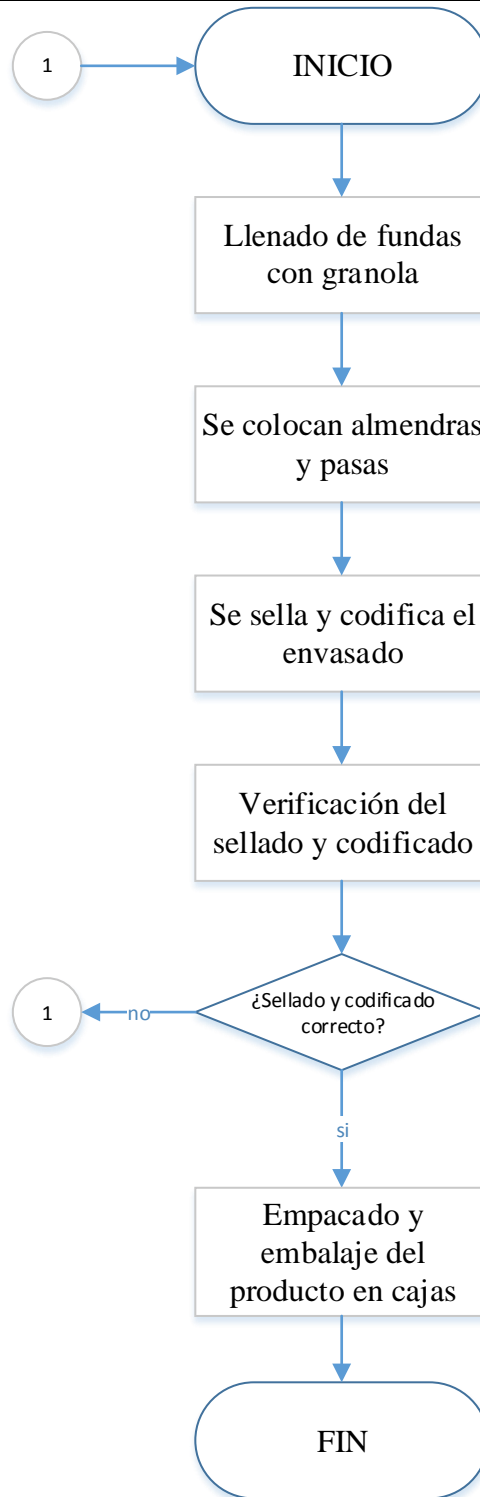 1
INICIO
Llenado de fundas
con granola
Se colocan almendras
y pasas
Se sella y codifica el
envasado
Verificación del
sellado y codificado
¿Sellado y codificado
correcto?
1
no
si
Empacado y
embalaje del
producto en cajas
FIN